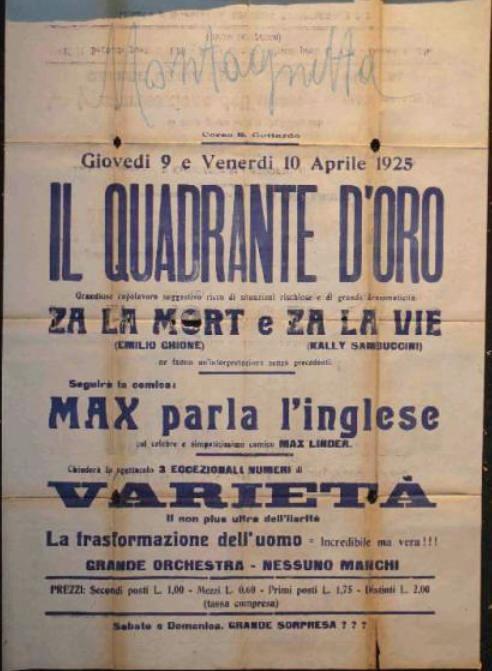 Montagnetta
Corso S. Gottardo
Giovedì 9 e Venerdì 10 Aprile 1925
IL QUADRANTE D'ORO
Grandioso capolavoro suggestivo ricco di situazioni rischiose e di grande drammaticità.
ZA LA MORT e ZA LA VIE
(EMILIO GHIONE) (KALLY SAMBUCCINI)
ne fanno un'interpretazione senza precedenti.
Seguirà la comica:
MAX parla l'inglese
col celebre e simpaticissimo comico MAX LINDER.
Chiuderà lo spettacolo 3 ECCEZIONALI NUMERI di
VARIETÀ
Il non plus ultra dell'ilarità
La trasformazione dell'uomo = Incredibile ma vera!!!
GRANDE ORCHESTRA - NESSUNO MANCHI
PREZZI: Secondi posti L. 1,00 - Mezzi L. 0.60 - Primi posti L. 1,75 - Distinti L. 2,00
(tassa compresa)
Sabato e Domenica. GRANDE SORPRESA ? ? ?